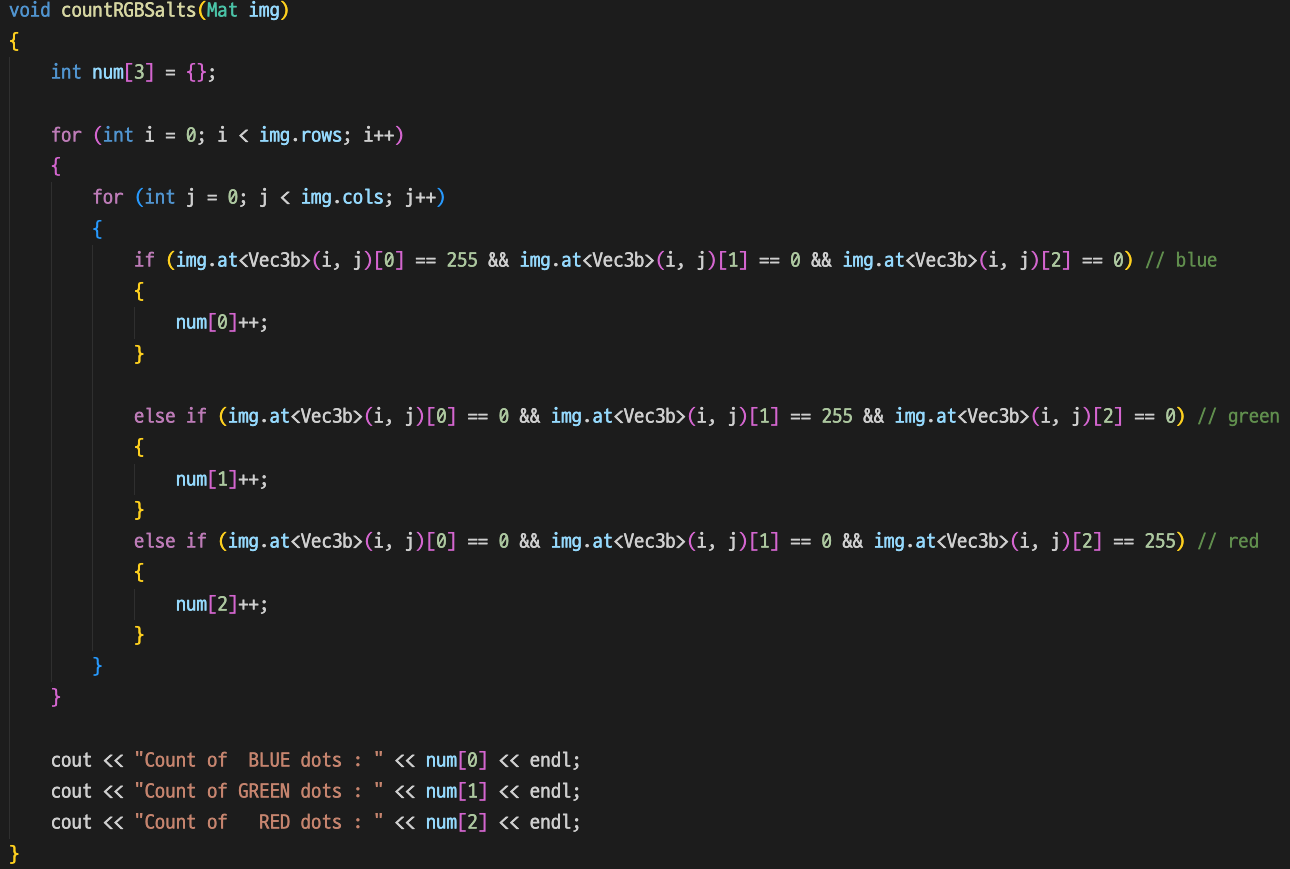 void countRGBSalts(Mat img)
{
    int num[3] = {};

    for (int i = 0; i < img.rows; i++)
    {
        for (int j = 0; j < img.cols; j++)
        {
            if (img.at<Vec3b>(i, j)[0] == 255 && img.at<Vec3b>(i, j)[1] == 0 && img.at<Vec3b>(i, j)[2] == 0) // blue
            {
                num[0]++;
            }

            else if (img.at<Vec3b>(i, j)[0] == 0 && img.at<Vec3b>(i, j)[1] == 255 && img.at<Vec3b>(i, j)[2] == 0) // green
            {
                num[1]++;
            }
            else if (img.at<Vec3b>(i, j)[0] == 0 && img.at<Vec3b>(i, j)[1] == 0 && img.at<Vec3b>(i, j)[2] == 255) // red
            {
                num[2]++;
            }
        }
    }

    cout << "Count of  BLUE dots : " << num[0] << endl;
    cout << "Count of GREEN dots : " << num[1] << endl;
    cout << "Count of   RED dots : " << num[2] << endl;
}